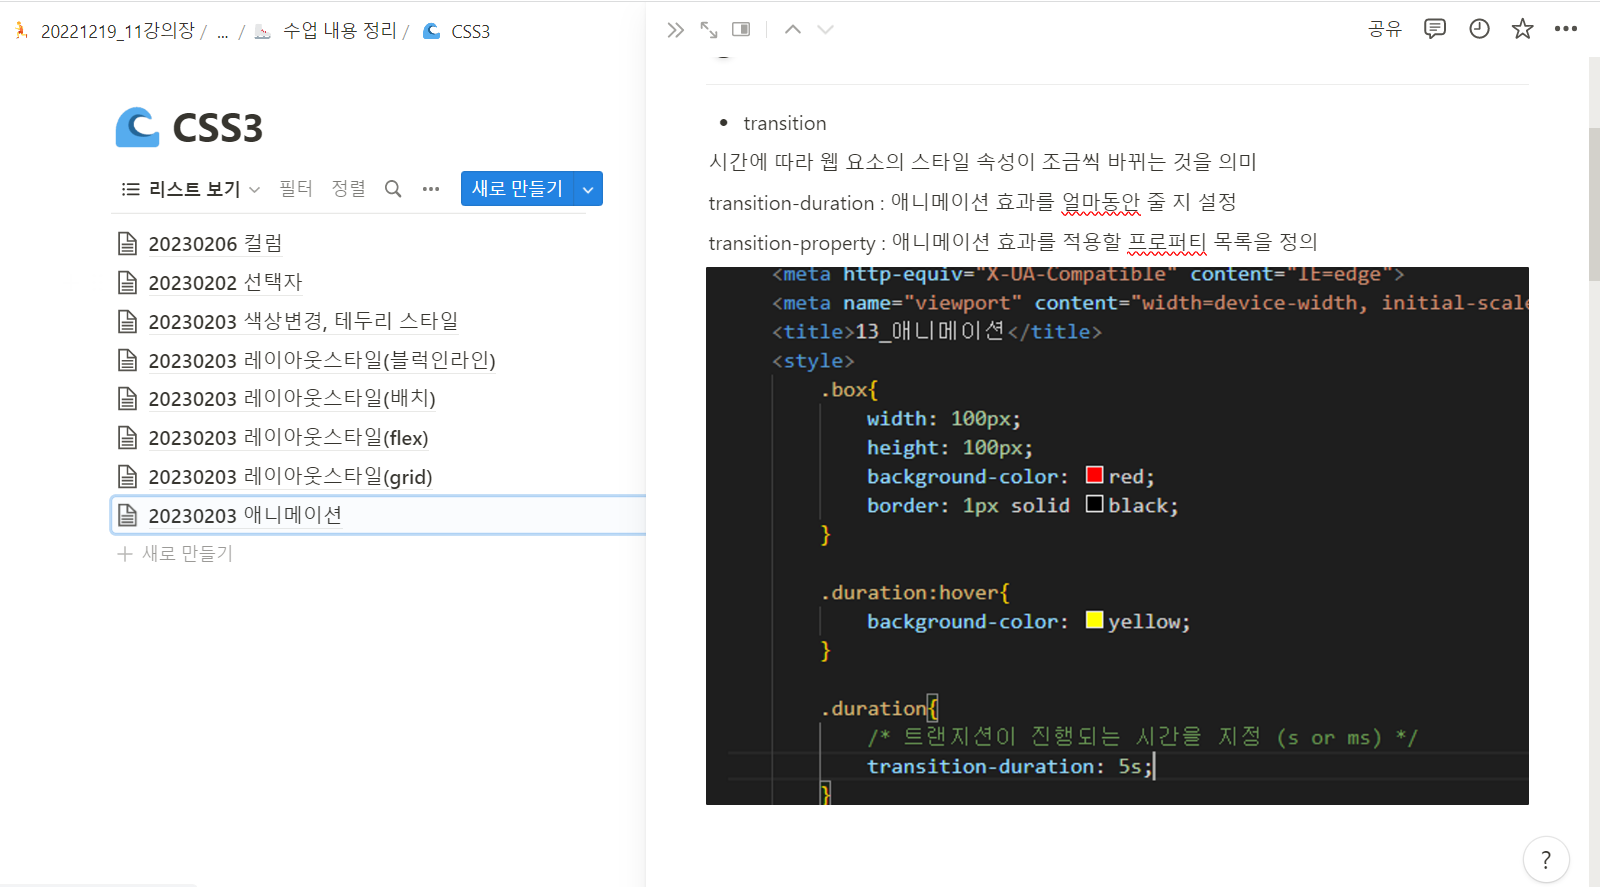 20221219_11강의장 / ... / 수업 내용 정리 / CSS3
공유
CSS3
리스트 보기 필터 정렬 새로 만들기
20230206 컬럼
20230202 선택자
20230203 색상변경, 테두리 스타일
20230203 레이아웃스타일(블럭인라인)
20230203 레이아웃스타일(배치)
20230203 레이아웃스타일(flex)
20230203 레이아웃스타일(grid)
20230203 애니메이션
새로 만들기
• transition
시간에 따라 웹 요소의 스타일 속성이 조금씩 바뀌는 것을 의미
transition-duration : 애니메이션 효과를 얼마동안 줄 지 설정
transition-property : 애니메이션 효과를 적용할 프로퍼티 목록을 정의
<meta http-equiv="X-UA-Compatible" content="IE=edge">
<meta name="viewport" content="width=device-width, initial-scale
<title>13_애니메이션</title>
<style>
.box{
width: 100px;
height: 100px;
background-color: red;
border: 1px solid black;
}
.duration:hover{
background-color: yellow;
}
.duration{
/* 트랜지션이 진행되는 시간을 지정 (s or ms) */
transition-duration: 5s;
}
?